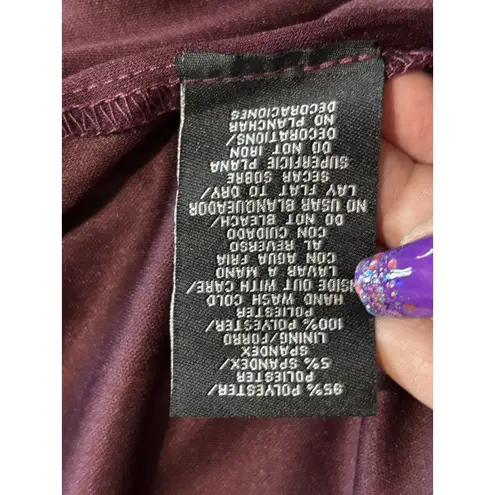 95% POLYESTER/
POLIESTER
5% SPANDEX/
SPANDEX
LINING/FORRO
100% POLYESTER/
POLIESTER
HAND WASH COLD
INSIDE OUT WITH CARE/
LAVAR A MANO
CON AGUA FRIA
AL REVERSO
CON CUIDADO
DO NOT BLEACH/
NO USAR BLANQUEADOR
LAY FLAT TO DRY/
SECAR SOBRE
SUPERFICIE PLANA
DO NOT IRON
DECORATIONS/
NO PLANCHAR
DECORACIONES